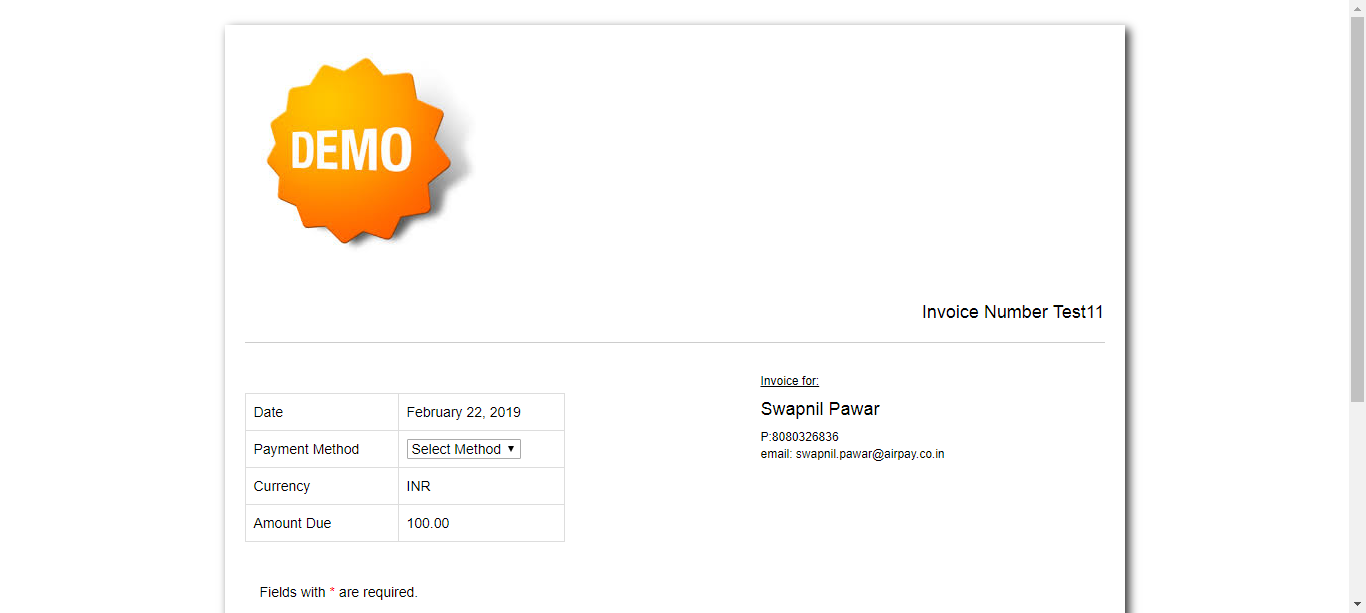 DEMO
Invoice Number Test11
Invoice for:
Swapnil Pawar
P:8080326836
email: swapnil.pawar@airpay.co.in
Date February 22, 2019
Payment Method Select Method
Currency INR
Amount Due 100.00
Fields with * are required.